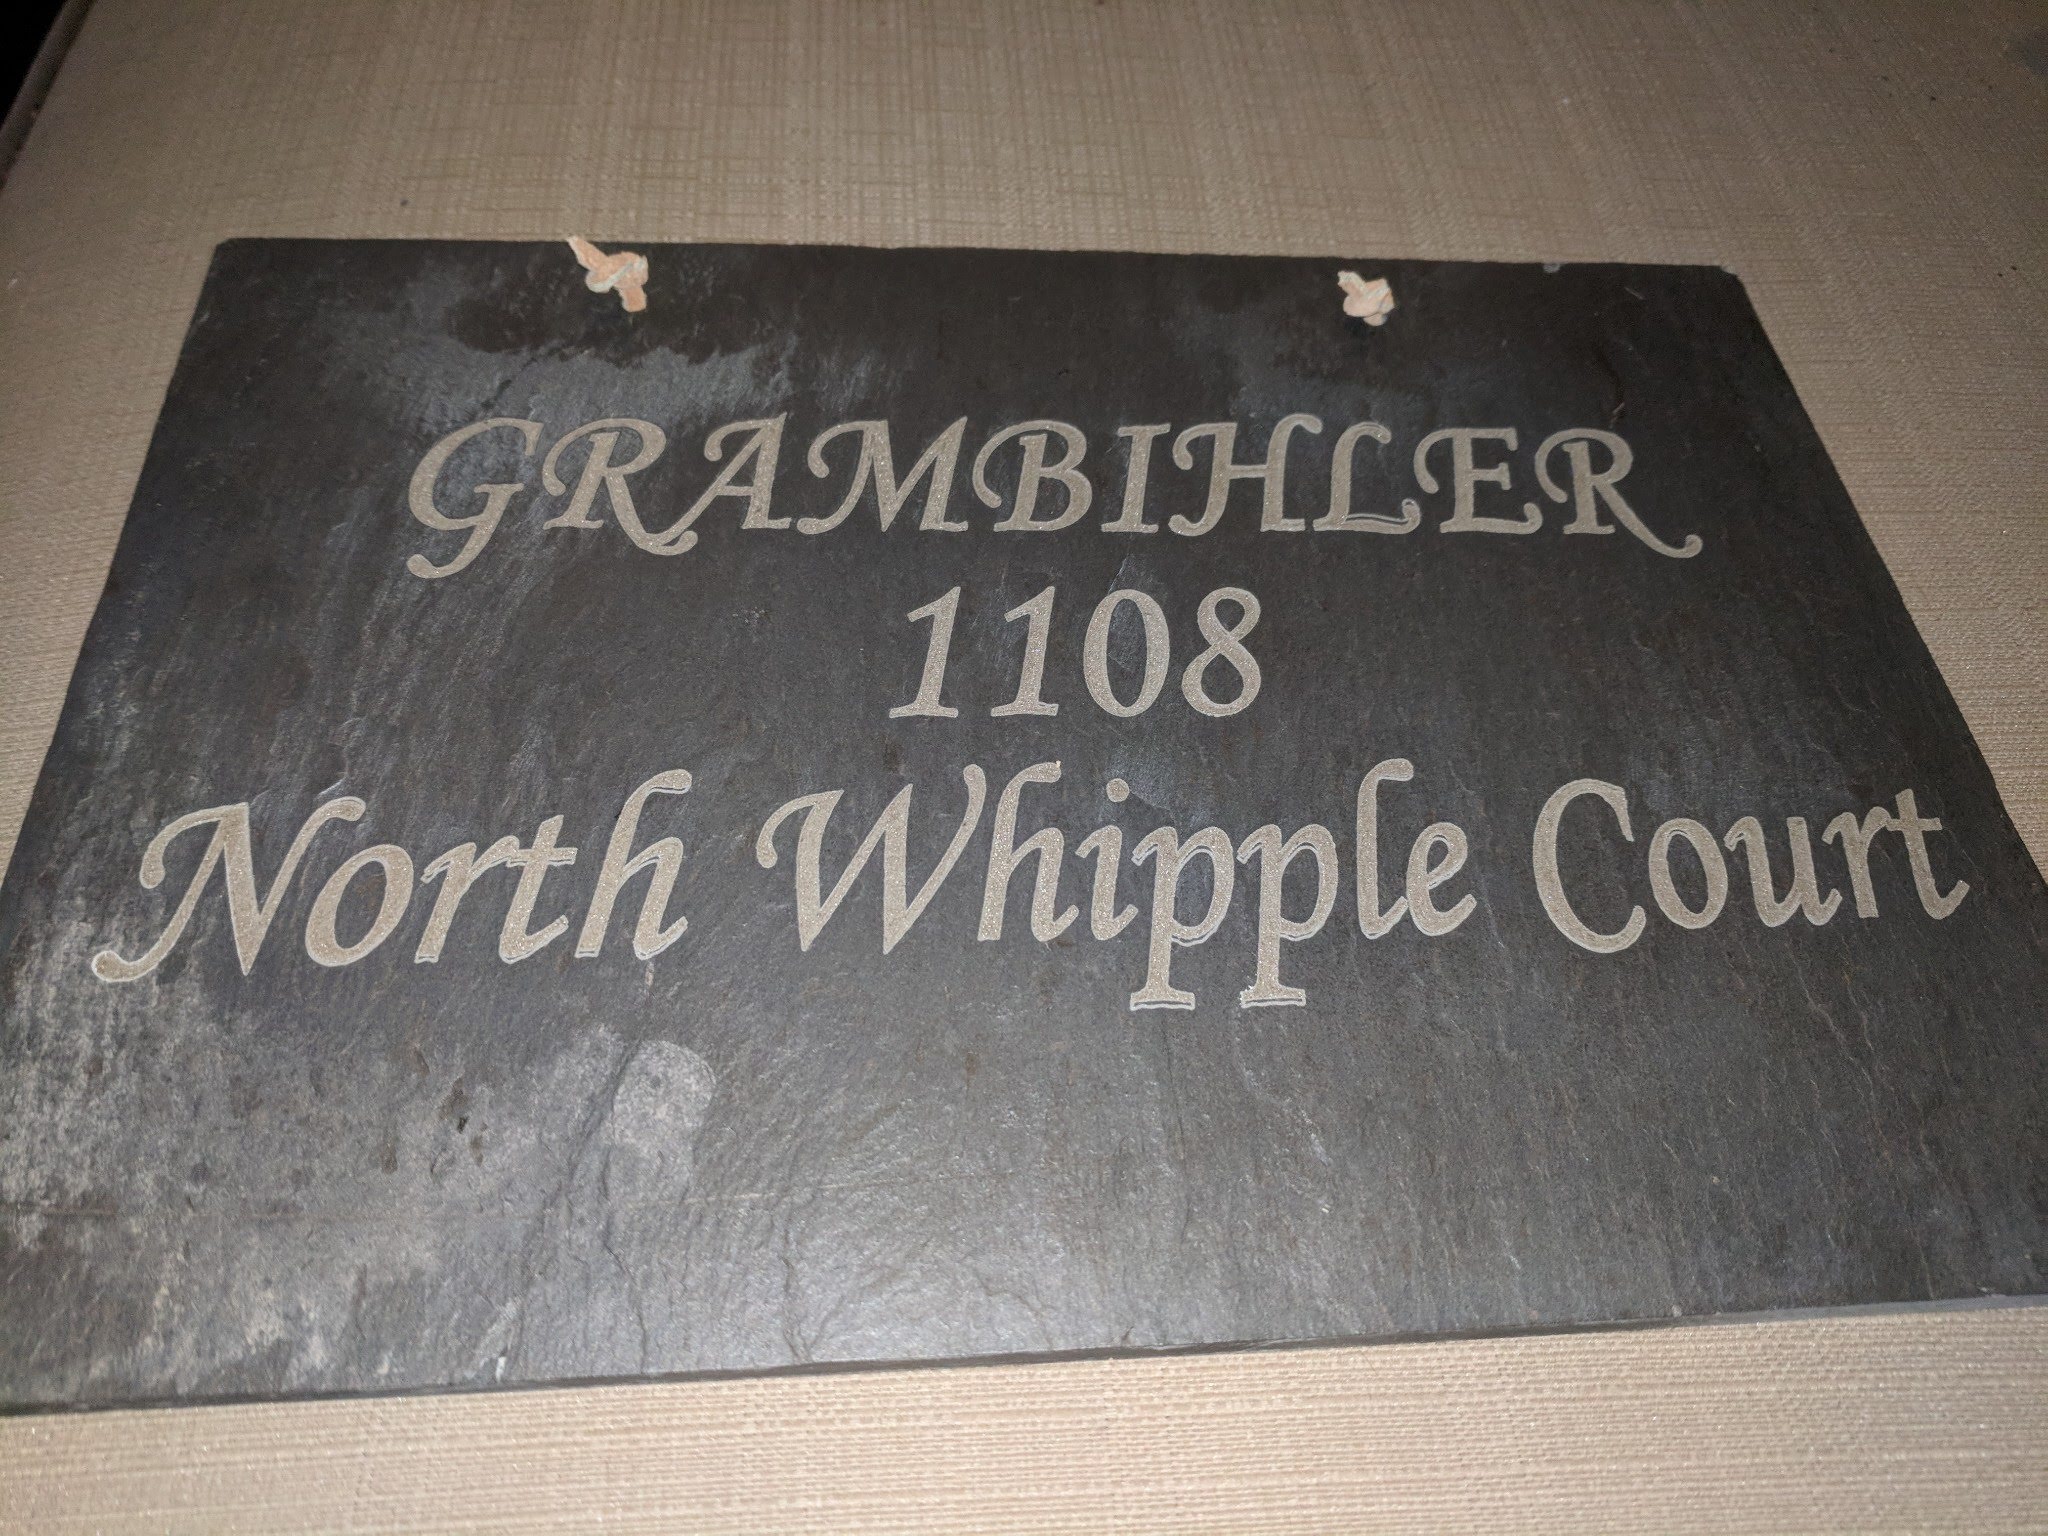 GRAMBIHLER
1108
North Whipple Court